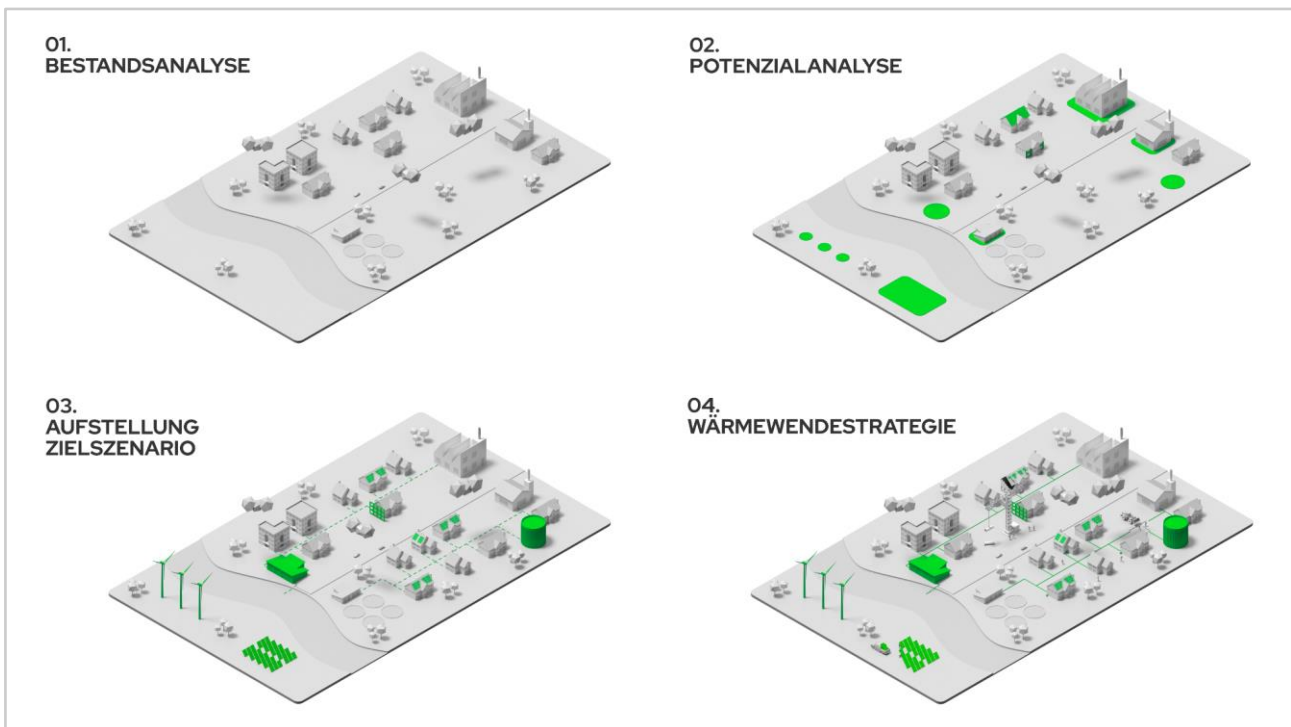 01.
BESTANDSANALYSE
02.
POTENZIALANALYSE
03.
AUFSTELLUNG
ZIELSZENARIO
04.
WÄRMEWENDESTRATEGIE